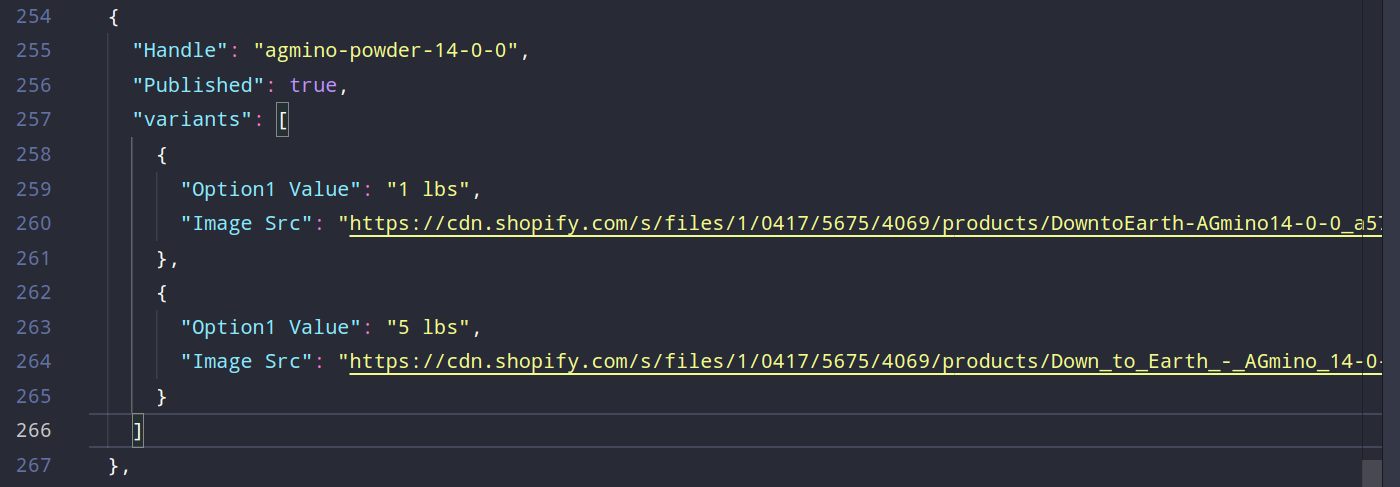 254 {
255 "Handle": "agmino-powder-14-0-0",
256 "Published": true,
257 "variants": [
258 {
259 "Option1 Value": "1 lbs",
260 "Image Src": "https://cdn.shopify.com/s/files/1/0417/5675/4069/products/DowntoEarth-AGmino14-0-0_a57
261 },
262 {
263 "Option1 Value": "5 lbs",
264 "Image Src": "https://cdn.shopify.com/s/files/1/0417/5675/4069/products/Down_to_Earth_-_AGmino_14-0-
265 }
266 ]
267 },